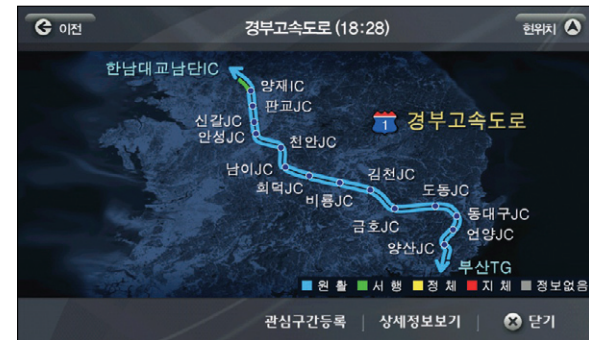 이전
경부고속도로 (18:28)
현위치
한남대교남단IC
양재IC
판교JC
신갈JC
안성JC
천안JC
1 경부고속도로
남이JC
회덕JC
비룡JC
김천JC
도동JC
금호JC
동대구JC
언양JC
양산JC
부산TG
원활 서행 정체 지체 정보없음
관심구간등록 | 상세정보보기 | 닫기